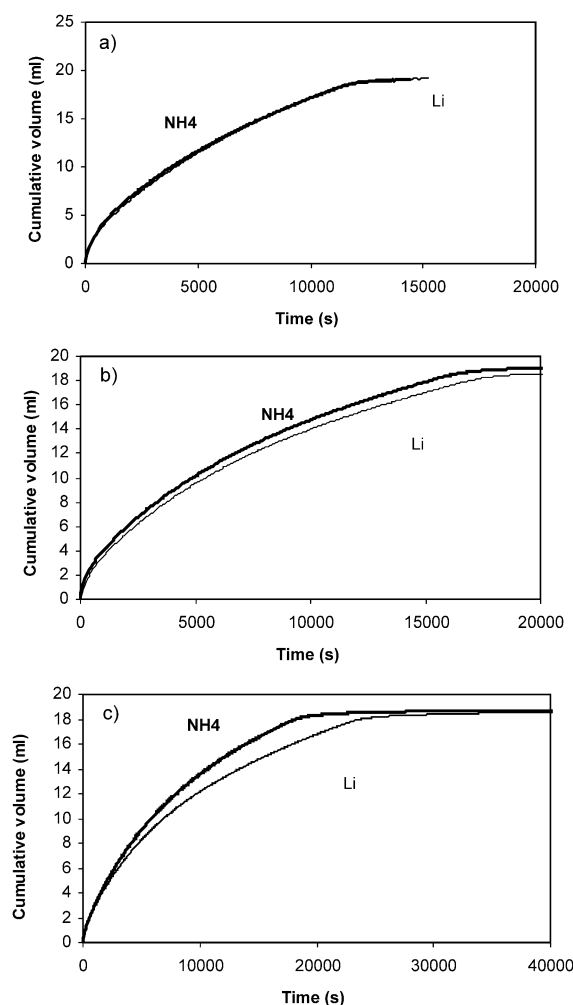 a)
25
20
15
10
5
0
Cumulative volume (ml)
NH4
Li
0 5000 10000 15000 20000
Time (s)
b)
20
18
16
14
12
10
8
6
4
2
0
Cumulative volume (ml)
NH4
Li
0 5000 10000 15000 20000
Time (s)
c)
20
18
16
14
12
10
8
6
4
2
0
Cumulative volume (ml)
NH4
Li
0 10000 20000 30000 40000
Time (s)